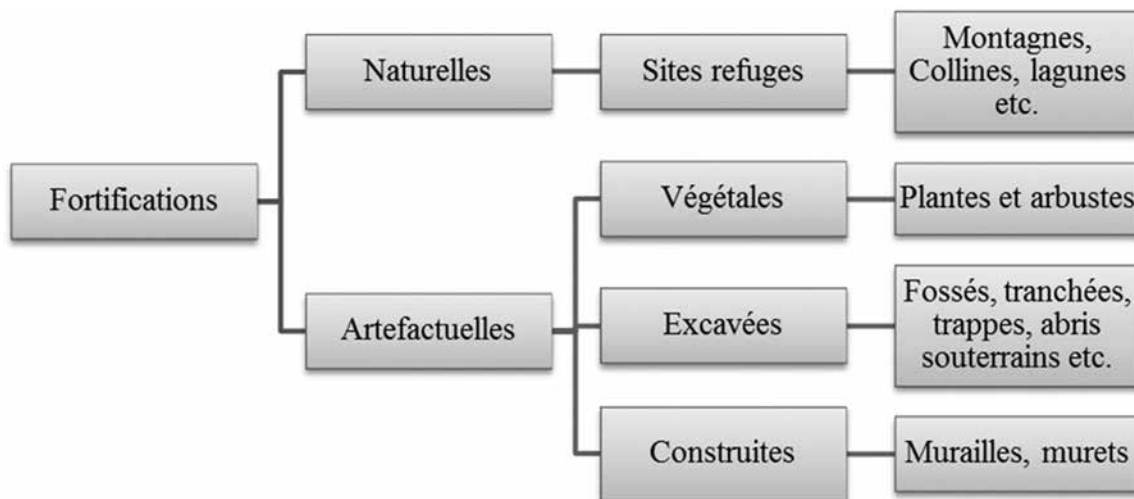 Fortifications
Naturelles
Sites refuges
Montagnes,
Collines, lagunes
etc.
Artefactuelles
Végétales
Plantes et arbustes
Excavées
Fossés, tranchées,
trappes, abris
souterrains etc.
Construites
Murailles, murets